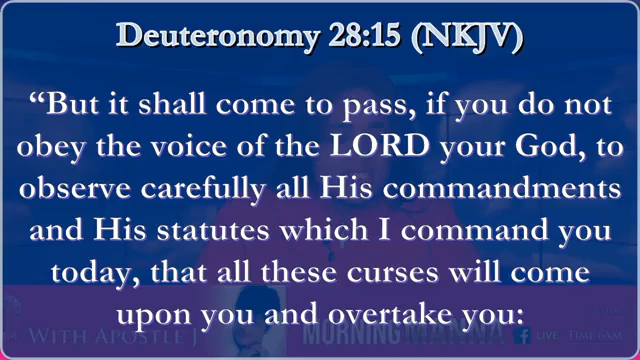 Deuteronomy 28:15 (NKJV)
“But it shall come to pass, if you do not
obey the voice of the LORD your God, to
observe carefully all His commandments
and His statutes which I command you
today, that all these curses will come
upon you and overtake you:
WITH APOSTLE J
MORNING MANNA
LIVE TIME 6AM